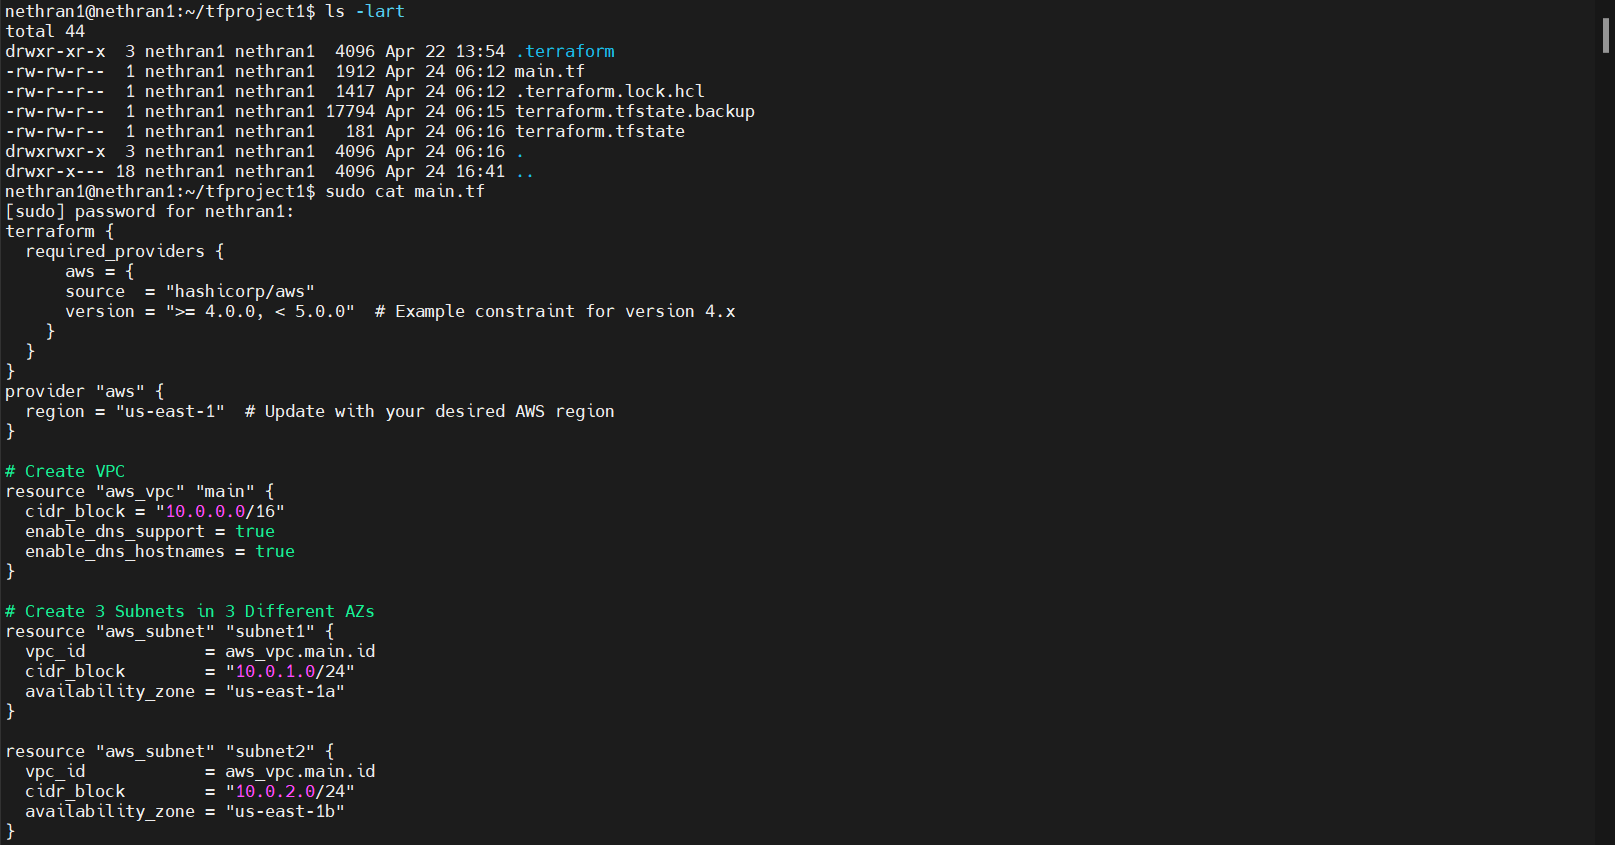 nethran1@nethran1:~/tfproject1$ ls -lart
total 44
drwxr-xr-x  3 nethran1 nethran1  4096 Apr 22 13:54 .terraform
-rw-rw-r--  1 nethran1 nethran1  1912 Apr 24 06:12 main.tf
-rw-r--r--  1 nethran1 nethran1  1417 Apr 24 06:12 .terraform.lock.hcl
-rw-rw-r--  1 nethran1 nethran1 17794 Apr 24 06:15 terraform.tfstate.backup
-rw-rw-r--  1 nethran1 nethran1   181 Apr 24 06:16 terraform.tfstate
drwxrwxr-x  3 nethran1 nethran1  4096 Apr 24 06:16 .
drwxr-x--- 18 nethran1 nethran1  4096 Apr 24 16:41 ..
nethran1@nethran1:~/tfproject1$ sudo cat main.tf
[sudo] password for nethran1:
terraform {
  required_providers {
      aws = {
      source  = "hashicorp/aws"
      version = ">= 4.0.0, < 5.0.0"  # Example constraint for version 4.x
    }
  }
}
provider "aws" {
  region = "us-east-1"  # Update with your desired AWS region
}

# Create VPC
resource "aws_vpc" "main" {
  cidr_block = "10.0.0.0/16"
  enable_dns_support = true
  enable_dns_hostnames = true
}

# Create 3 Subnets in 3 Different AZs
resource "aws_subnet" "subnet1" {
  vpc_id            = aws_vpc.main.id
  cidr_block        = "10.0.1.0/24"
  availability_zone = "us-east-1a"
}

resource "aws_subnet" "subnet2" {
  vpc_id            = aws_vpc.main.id
  cidr_block        = "10.0.2.0/24"
  availability_zone = "us-east-1b"
}